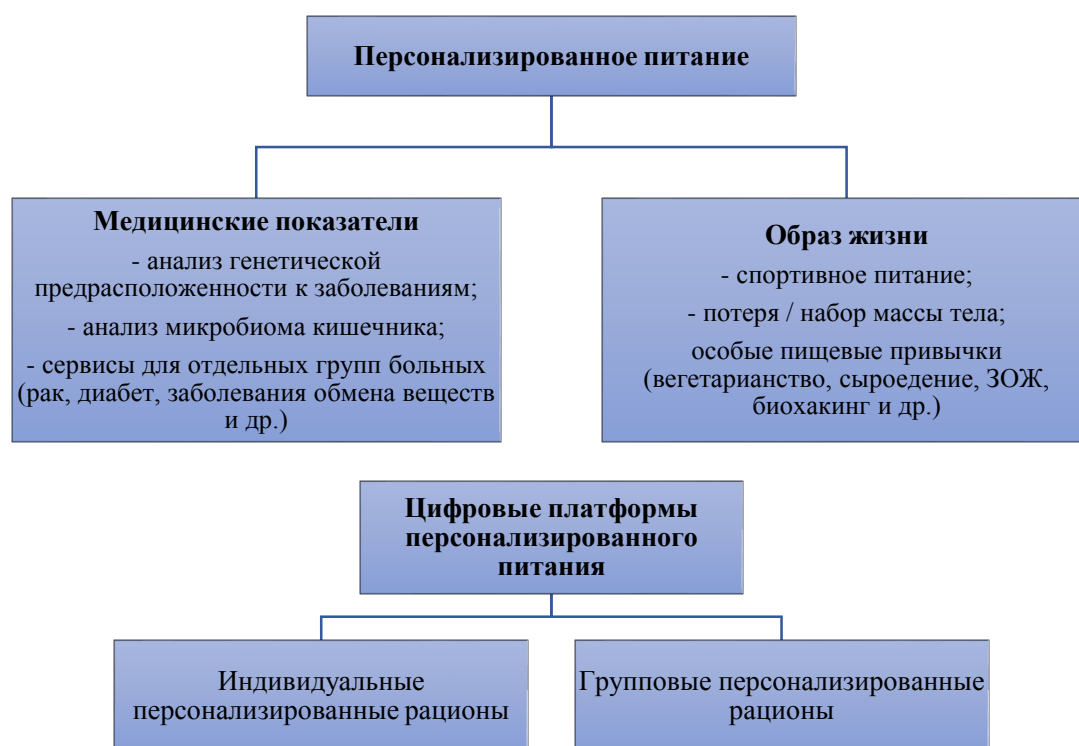 Персонализированное питание
Медицинские показатели
- анализ генетической
предрасположенности к заболеваниям;
- анализ микробиома кишечника;
- сервисы для отдельных групп больных
(рак, диабет, заболевания обмена веществ
и др.)
Образ жизни
- спортивное питание;
- потеря / набор массы тела;
особые пищевые привычки
(вегетарианство, сыроедение, ЗОЖ,
биохакинг и др.)
Цифровые платформы
персонализированного
питания
Индивидуальные
персонализированные рационы
Групповые персонализированные
рационы